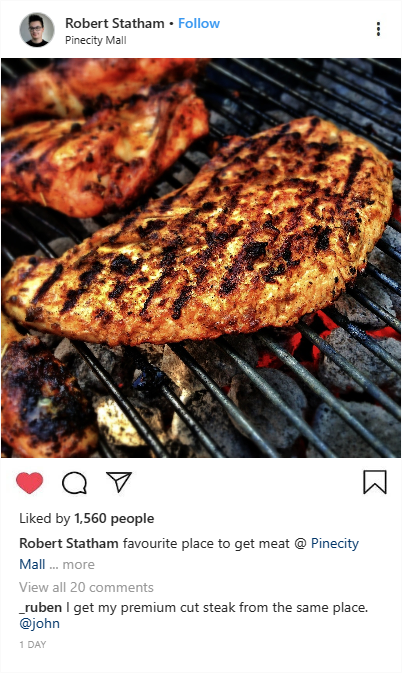 Robert Statham • Follow
Pinecity Mall
Liked by 1,560 people
Robert Statham favourite place to get meat @ Pinecity
Mall ... more
View all 20 comments
_ruben I get my premium cut steak from the same place.
@john
1 DAY